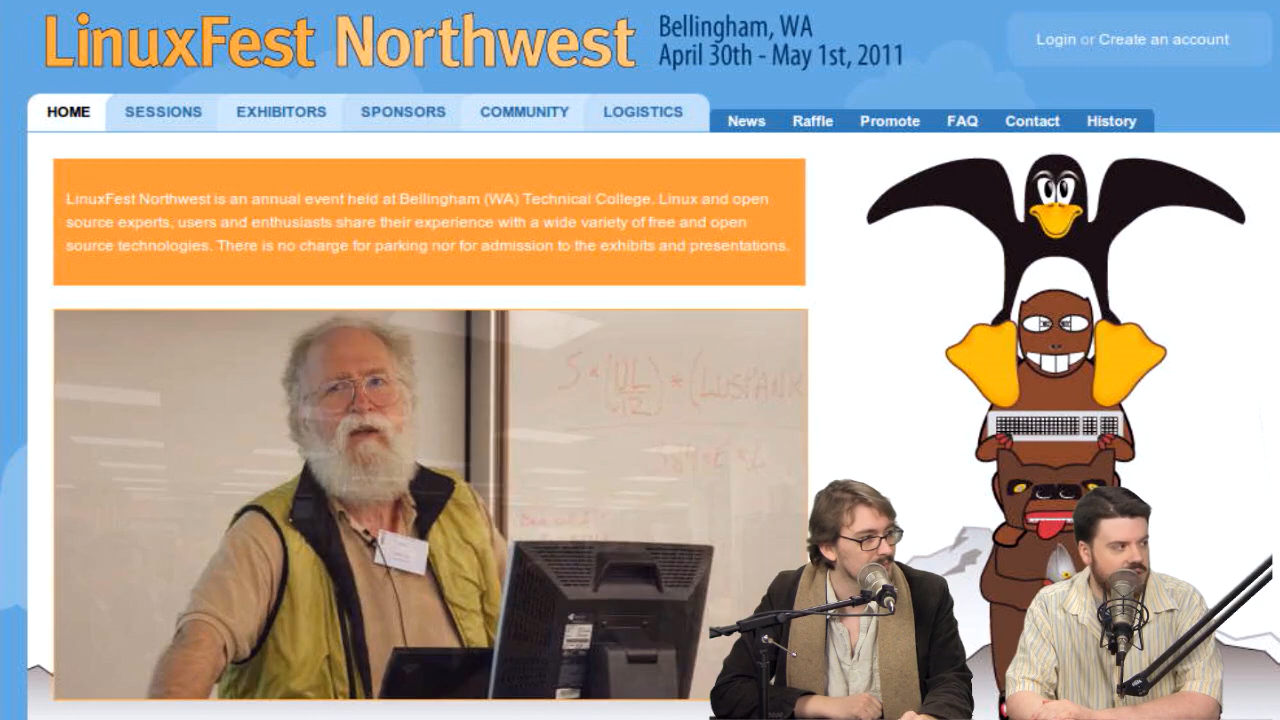 LinuxFest Northwest
Bellingham, WA
April 30th - May 1st, 2011
Login or Create an account
HOME SESSIONS EXHIBITORS SPONSORS COMMUNITY LOGISTICS
News Raffle Promote FAQ Contact History
LinuxFest Northwest is an annual event held at Bellingham (WA) Technical College. Linux and open
source experts, users and enthusiasts share their experience with a wide variety of free and open
source technologies. There is no charge for parking nor for admission to the exhibits and presentations.